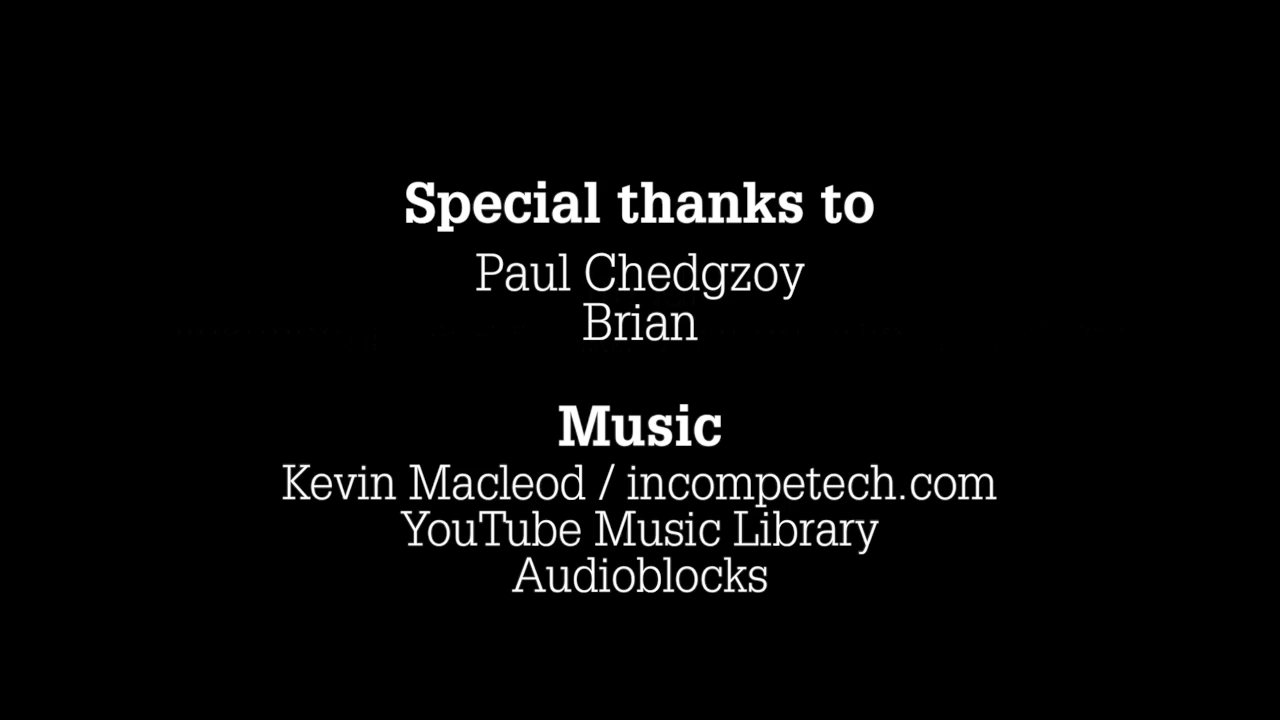 Special thanks to
Paul Chedgzoy
Brian
Music
Kevin Macleod / incompetech.com
YouTube Music Library
Audioblocks